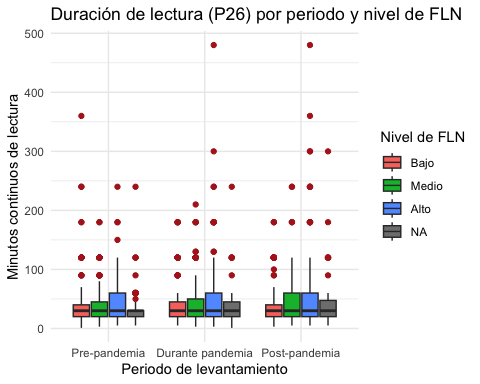 Duración de lectura (P26) por periodo y nivel de FLN
Minutos continuos de lectura
500
400
300
200
100
0
Pre-pandemia Durante pandemia Post-pandemia
Periodo de levantamiento
Nivel de FLN
Bajo
Medio
Alto
NA